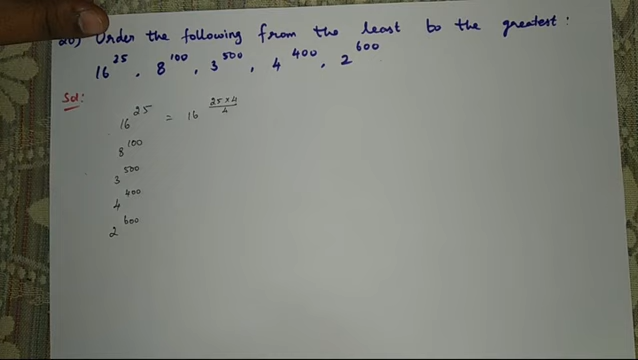 20) Order the following from the least to the greatest :
16^25 , 8^100 , 3^500 , 4^400 , 2^600
Sol:
16^25 = 16^(25×4)/4
8^100
3^500
4^400
2^600